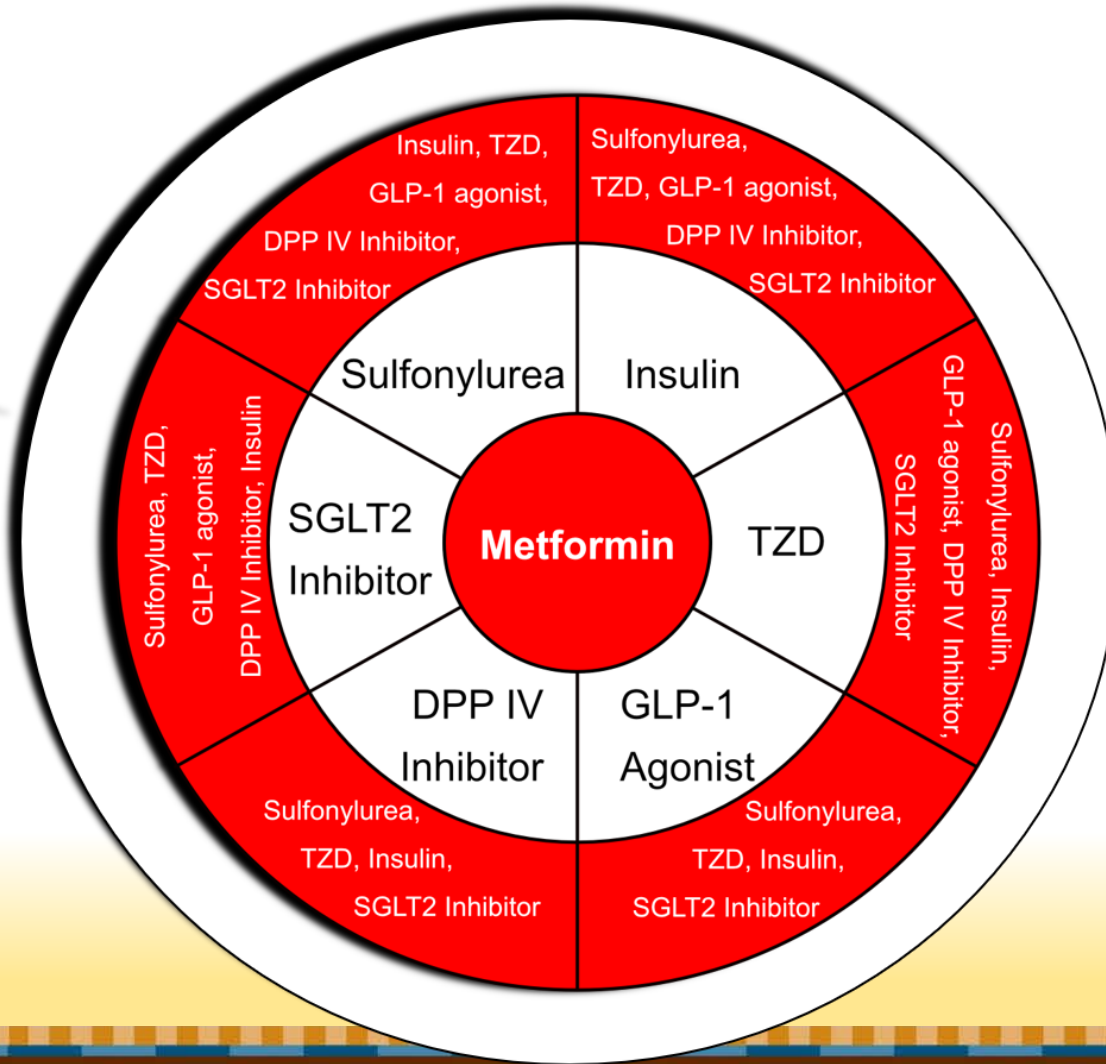 Insulin, TZD,
GLP-1 agonist,
DPP IV Inhibitor,
SGLT2 Inhibitor
Sulfonylurea,
TZD, GLP-1 agonist,
DPP IV Inhibitor,
SGLT2 Inhibitor
Sulfonylurea
Insulin
Sulfonylurea, TZD,
GLP-1 agonist,
DPP IV Inhibitor, Insulin
SGLT2
Inhibitor
Metformin
TZD
Sulfonylurea, Insulin,
GLP-1 agonist, DPP IV Inhibitor,
SGLT2 Inhibitor
DPP IV
Inhibitor
GLP-1
Agonist
Sulfonylurea,
TZD, Insulin,
SGLT2 Inhibitor
Sulfonylurea,
TZD, Insulin,
SGLT2 Inhibitor